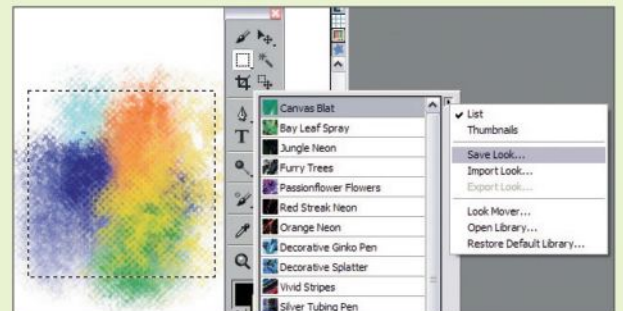 T
Canvas Blat
Bay Leaf Spray
Jungle Neon
Furry Trees
Passionflower Flowers
Red Streak Neon
Orange Neon
Decorative Ginko Pen
Decorative Splatter
Vivid Stripes
Silver Tubing Pen
List
Thumbnails
Save Look...
Import Look...
Export Look...
Look Mover...
Open Library...
Restore Default Library...